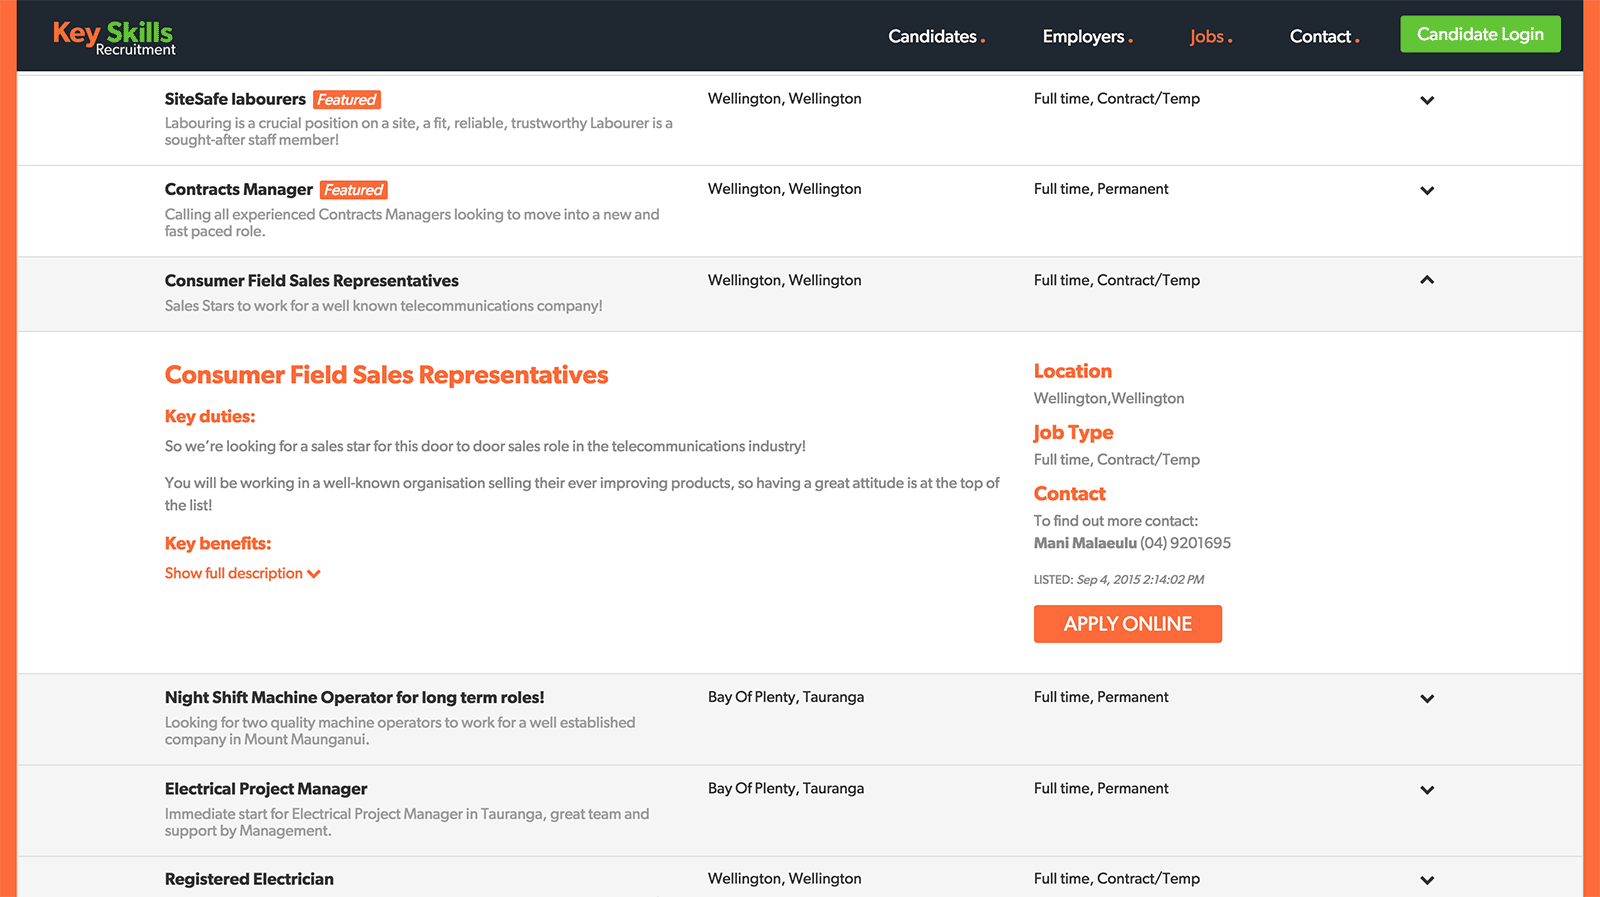 Key Skills
Recruitment
Candidates.
Employers.
Jobs.
Contact.
Candidate Login
SiteSafe labourers Featured
Wellington, Wellington
Full time, Contract/Temp
Labouring is a crucial position on a site, a fit, reliable, trustworthy Labourer is a
sought-after staff member!
Contracts Manager Featured
Wellington, Wellington
Full time, Permanent
Calling all experienced Contracts Managers looking to move into a new and
fast paced role.
Consumer Field Sales Representatives
Wellington, Wellington
Full time, Contract/Temp
Sales Stars to work for a well known telecommunications company!
Consumer Field Sales Representatives
Key duties:
So we’re looking for a sales star for this door to door sales role in the telecommunications industry!
You will be working in a well-known organisation selling their ever improving products, so having a great attitude is at the top of
the list!
Key benefits:
Show full description
Location
Wellington,Wellington
Job Type
Full time, Contract/Temp
Contact
To find out more contact:
Mani Malaeulu (04) 9201695
LISTED: Sep 4, 2015 2:14:02 PM
APPLY ONLINE
Night Shift Machine Operator for long term roles!
Bay Of Plenty, Tauranga
Full time, Permanent
Looking for two quality machine operators to work for a well established
company in Mount Maunganui.
Electrical Project Manager
Bay Of Plenty, Tauranga
Full time, Permanent
Immediate start for Electrical Project Manager in Tauranga, great team and
support by Management.
Registered Electrician
Wellington, Wellington
Full time, Contract/Temp